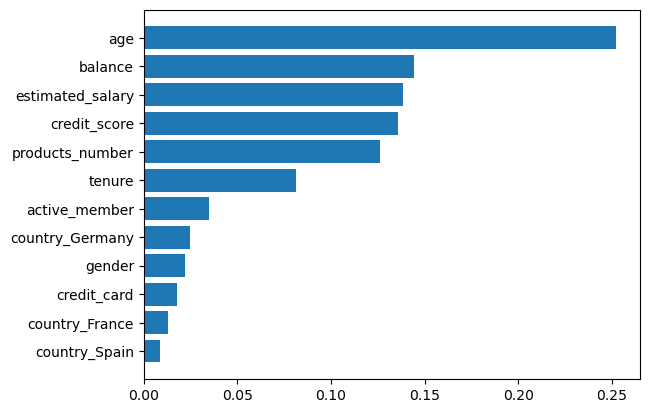 age
balance
estimated_salary
credit_score
products_number
tenure
active_member
country_Germany
gender
credit_card
country_France
country_Spain
0.00 0.05 0.10 0.15 0.20 0.25